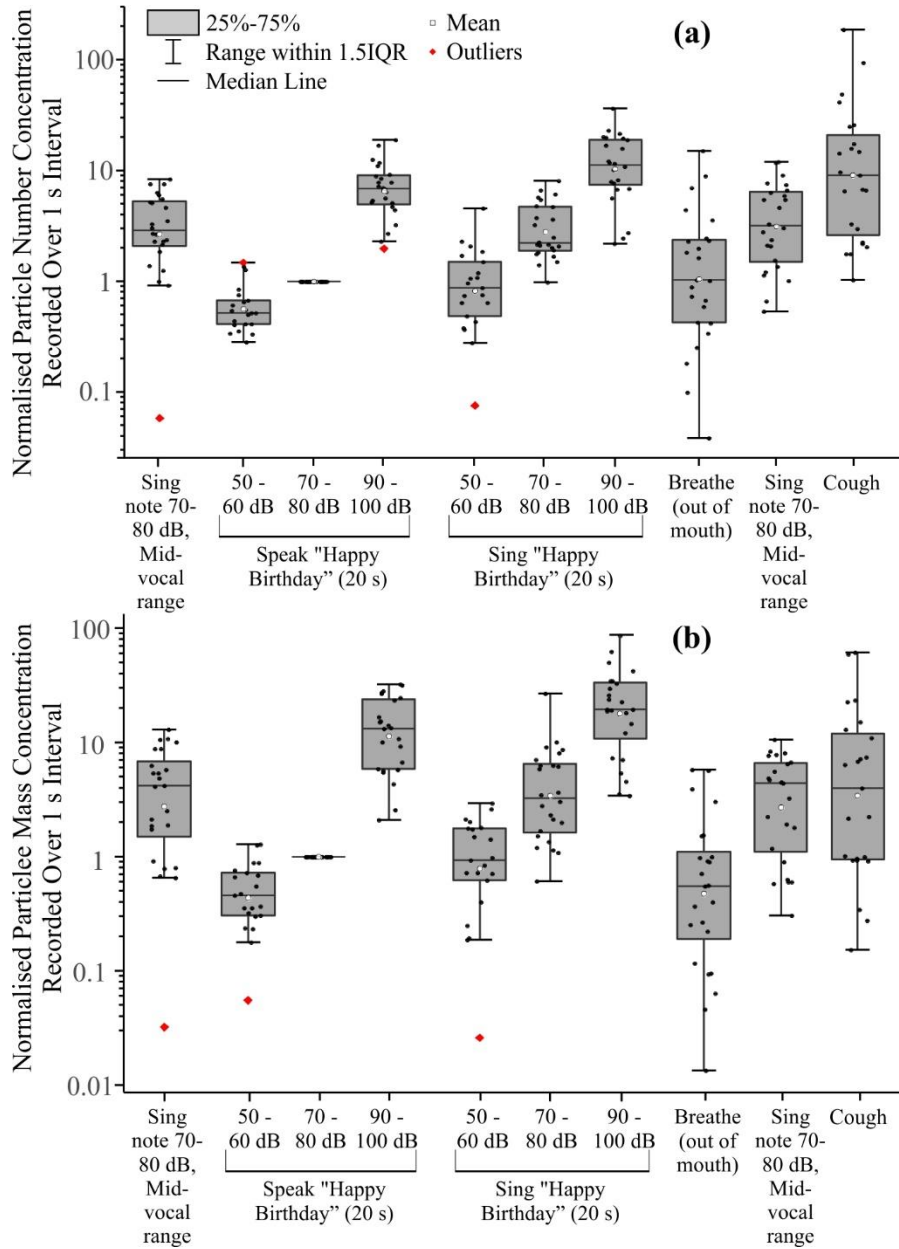 25%-75%
Range within 1.5IQR
Median Line
Mean
Outliers
(a)
Normalised Particle Number Concentration
Recorded Over 1 s Interval
100
10
1
0.1
Sing
note 70-
80 dB,
Mid-
vocal
range
50 -
60 dB
70 -
80 dB
90 -
100 dB
Speak "Happy
Birthday” (20 s)
50 -
60 dB
70 -
80 dB
90 -
100 dB
Sing "Happy
Birthday” (20 s)
Breathe
(out of
mouth)
Sing
note 70-
80 dB,
Mid-
vocal
range
Cough
(b)
Normalised Particlee Mass Concentration
Recorded Over 1 s Interval
100
10
1
0.1
0.01
Sing
note 70-
80 dB,
Mid-
vocal
range
50 -
60 dB
70 -
80 dB
90 -
100 dB
Speak "Happy
Birthday” (20 s)
50 -
60 dB
70 -
80 dB
90 -
100 dB
Sing "Happy
Birthday” (20 s)
Breathe
(out of
mouth)
Sing
note 70-
80 dB,
Mid-
vocal
range
Cough